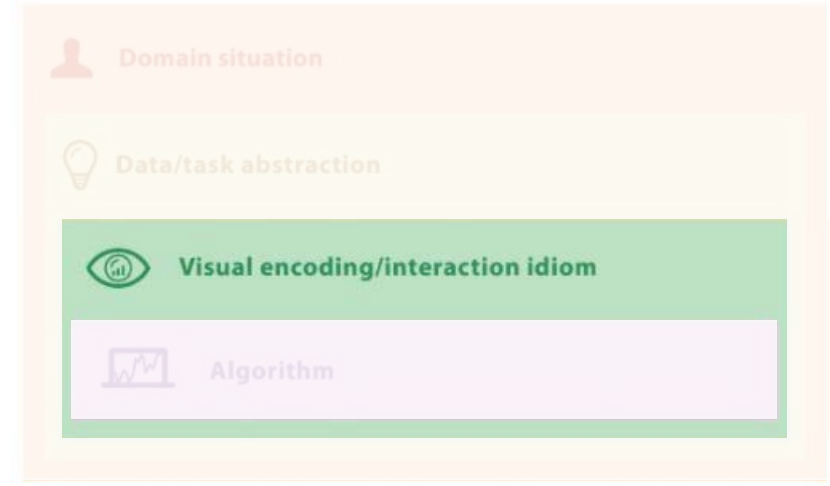 Domain situation
Data/task abstraction
Visual encoding/interaction idiom
Algorithm